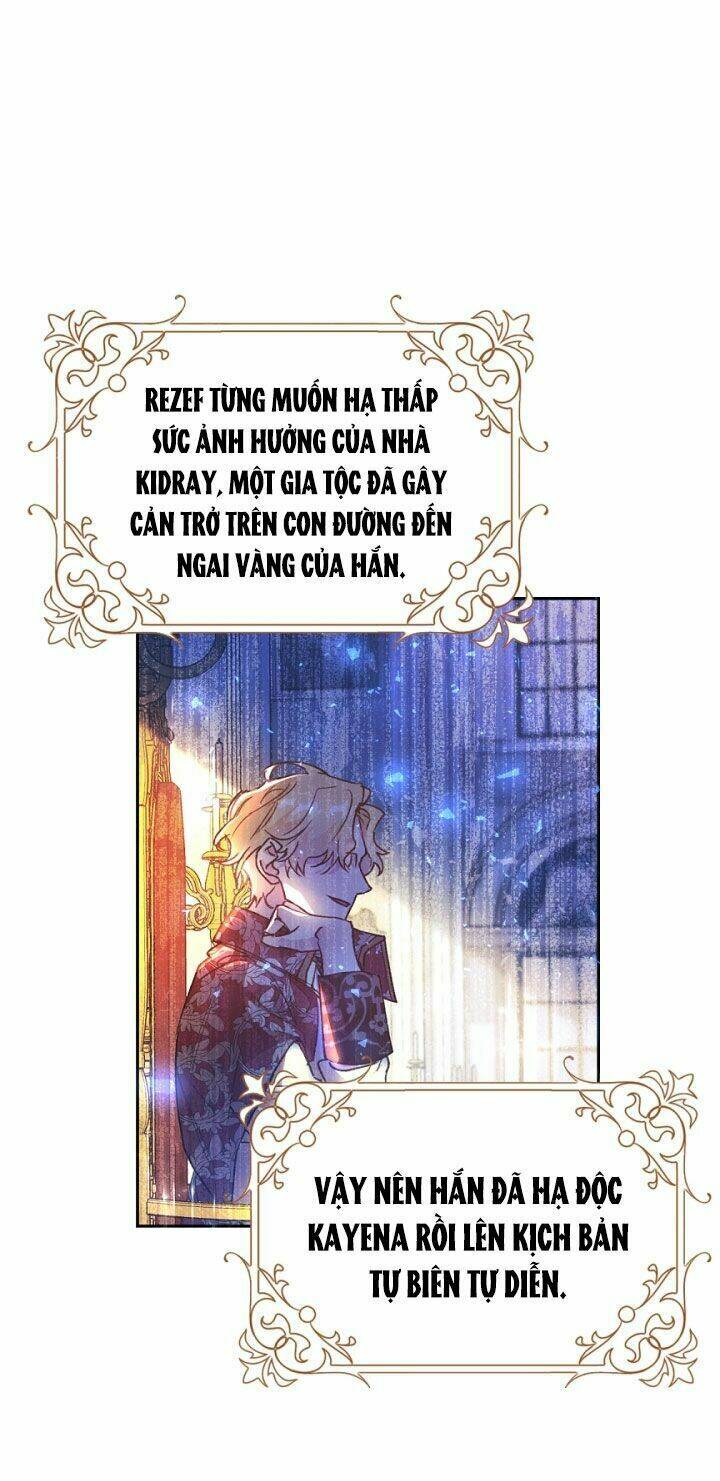 REZEF TỪNG MUỐN HẠ THẤP
SỨC ẢNH HƯỞNG CỦA NHÀ
KIDRAY, MỘT GIA TỘC ĐÃ GÂY
CẢN TRỞ TRÊN CON ĐƯỜNG ĐẾN
NGAI VÀNG CỦA HẮN.
VẬY NÊN HẮN ĐÃ HẠ ĐỘC
KAYENA RỒI LÊN KỊCH BẢN
TỰ BIÊN TỰ DIỄN.